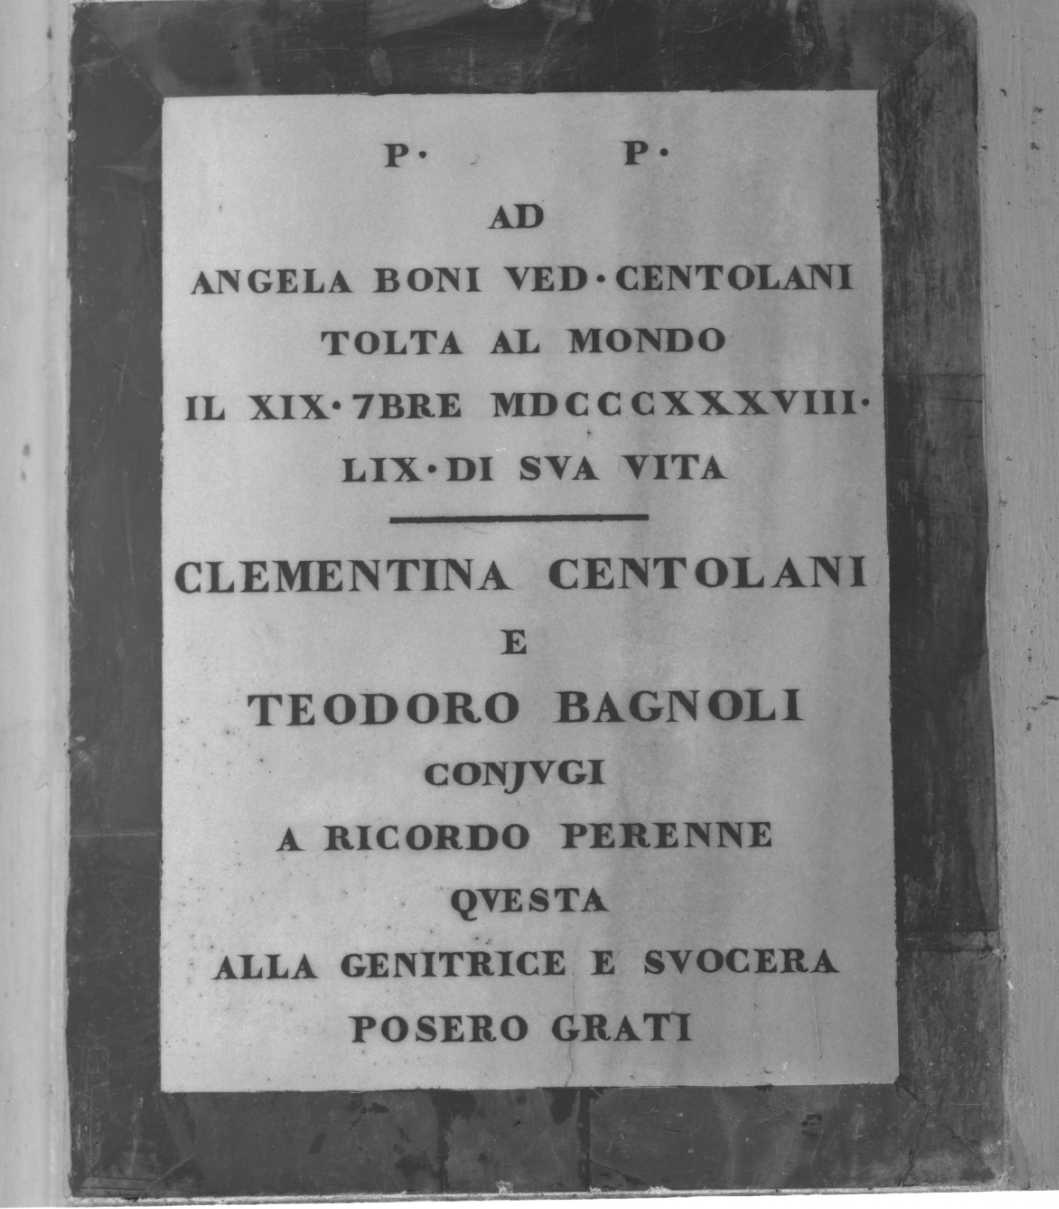 P· P·
AD
ANGELA BONI VED·CENTOLANI
TOLTA AL MONDO
IL XIX·7BRE MDCCCXXXVIII·
LIX·DI SVA VITA
CLEMENTINA CENTOLANI
E
TEODORO BAGNOLI
CONJVGI
A RICORDO PERENNE
QVESTA
ALLA GENITRICE E SVOCERA
POSERO GRATI